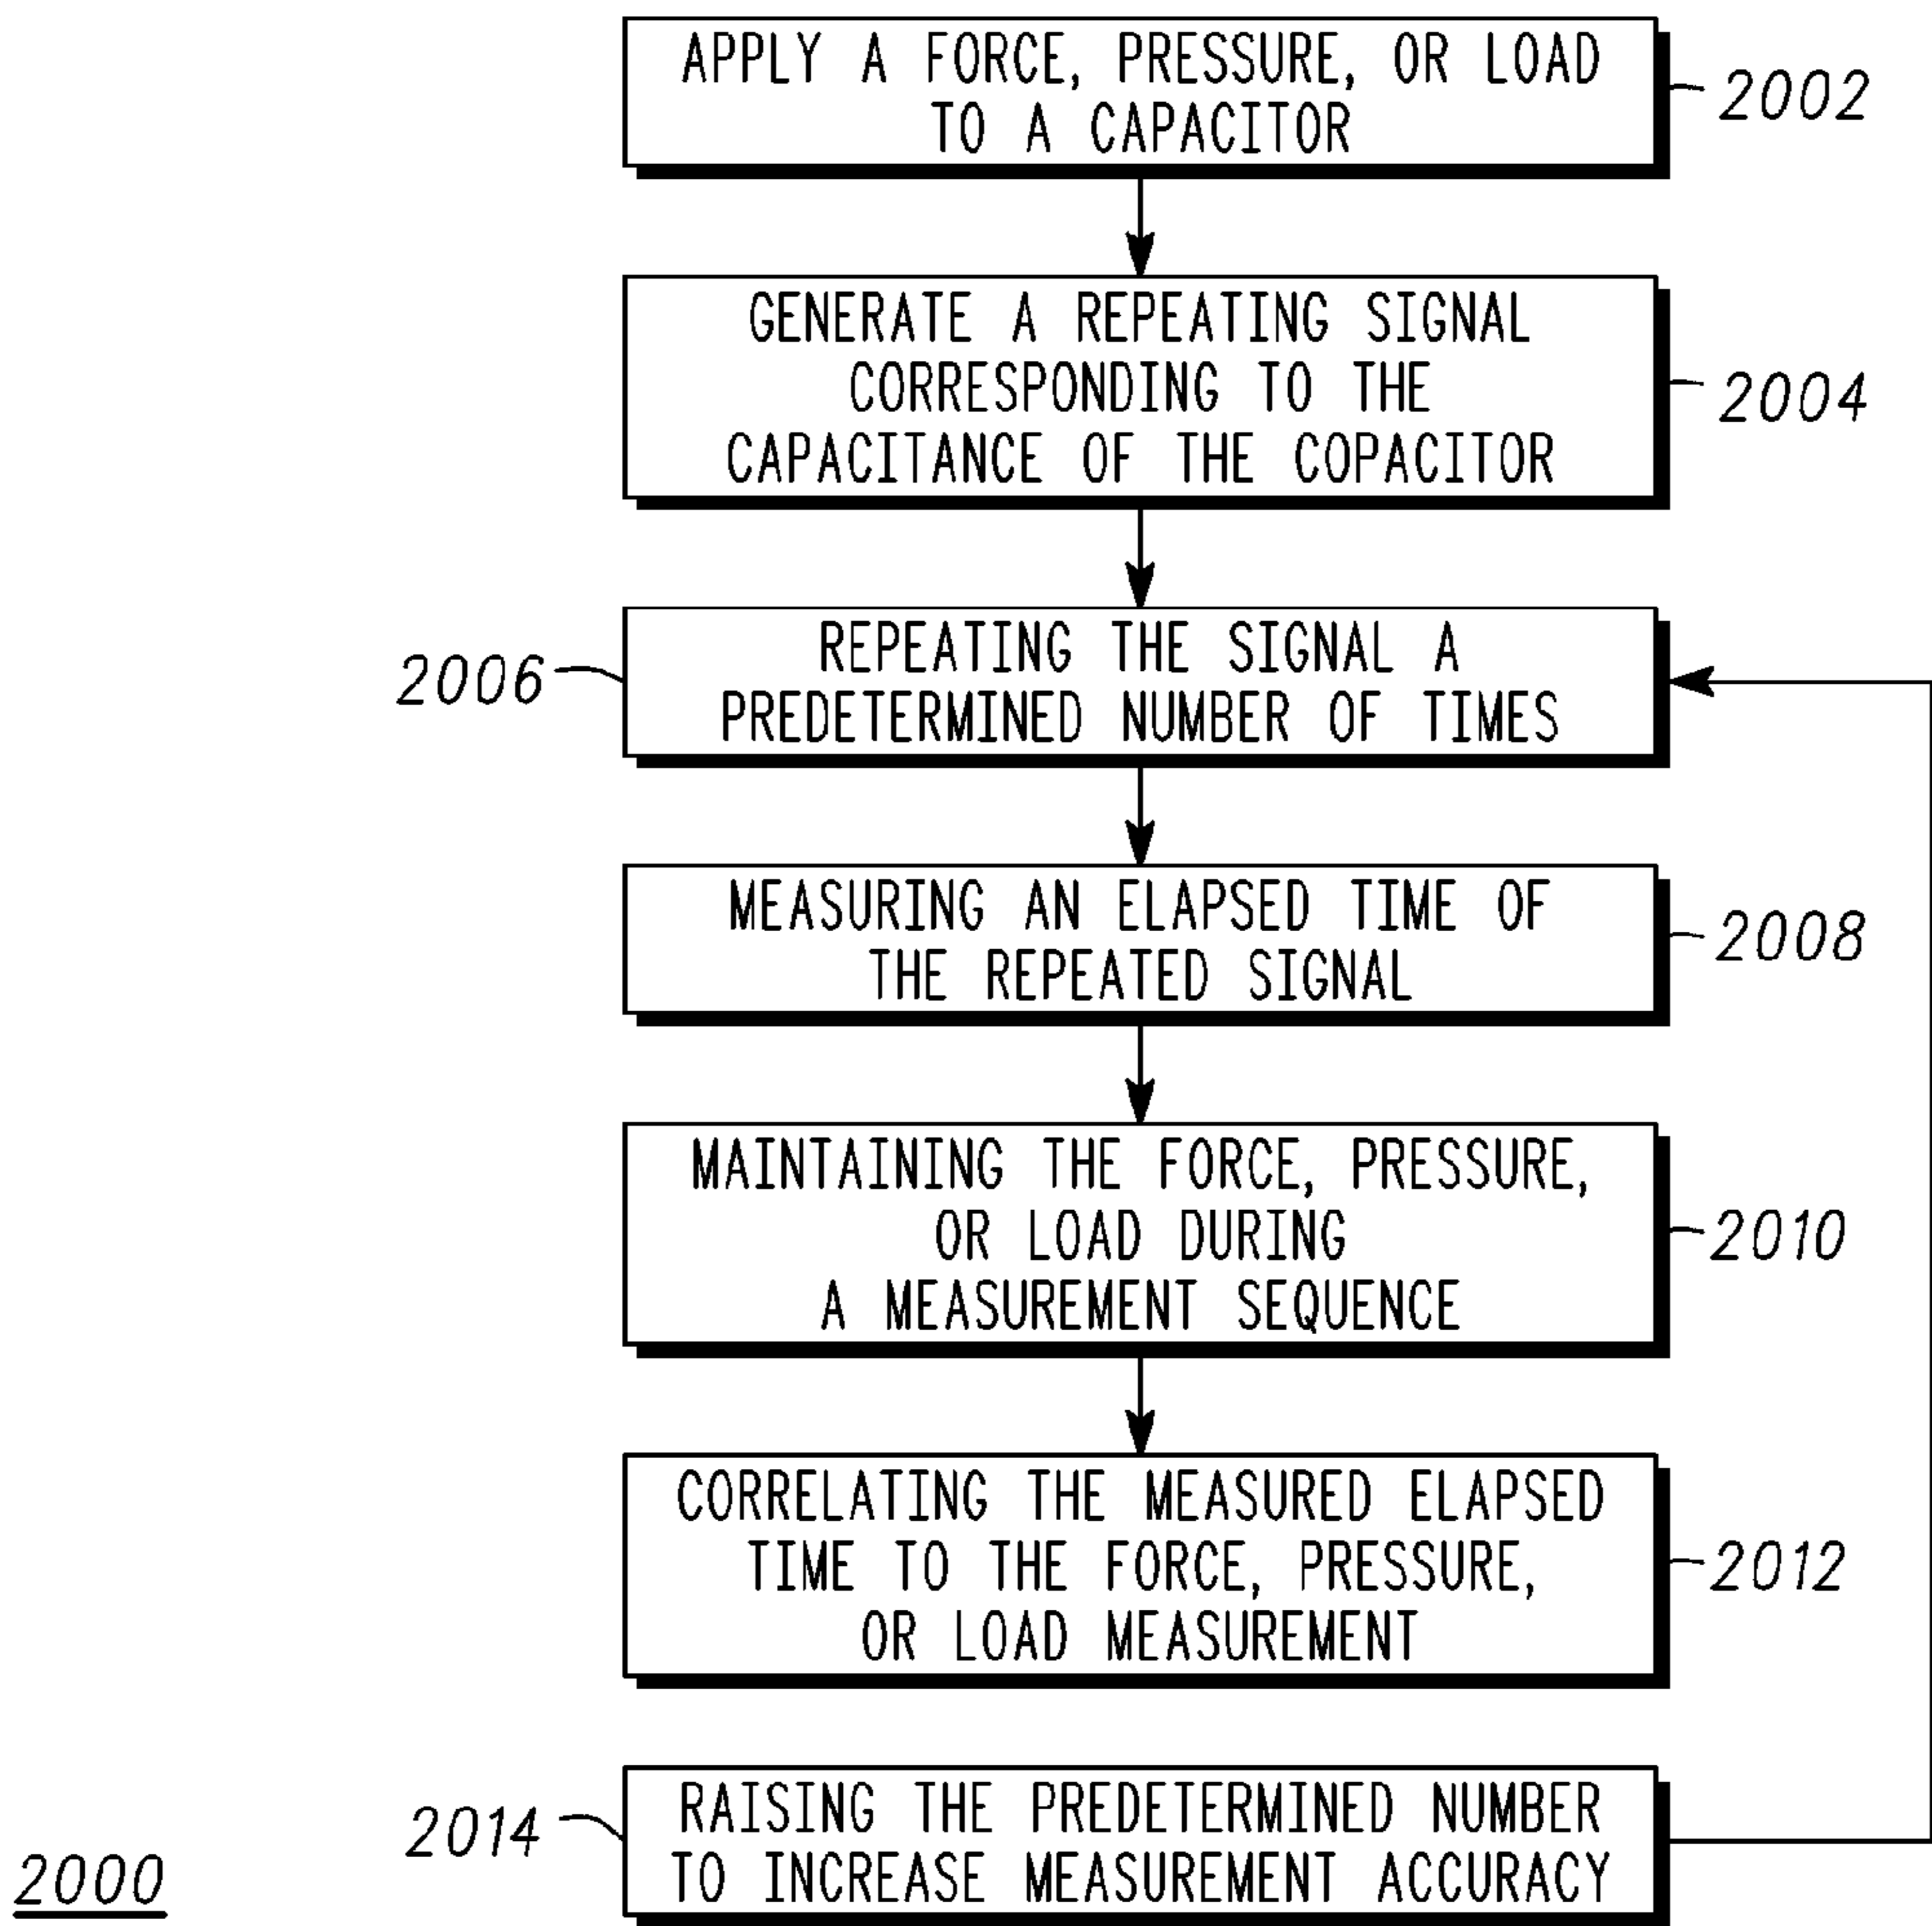 APPLY A FORCE, PRESSURE, OR LOAD
TO A CAPACITOR
2002
GENERATE A REPEATING SIGNAL
CORRESPONDING TO THE
CAPACITANCE OF THE COPACITOR
2004
REPEATING THE SIGNAL A
PREDETERMINED NUMBER OF TIMES
2006
MEASURING AN ELAPSED TIME OF
THE REPEATED SIGNAL
2008
MAINTAINING THE FORCE, PRESSURE,
OR LOAD DURING
A MEASUREMENT SEQUENCE
2010
CORRELATING THE MEASURED ELAPSED
TIME TO THE FORCE, PRESSURE,
OR LOAD MEASUREMENT
2012
RAISING THE PREDETERMINED NUMBER
TO INCREASE MEASUREMENT ACCURACY
2014
2000